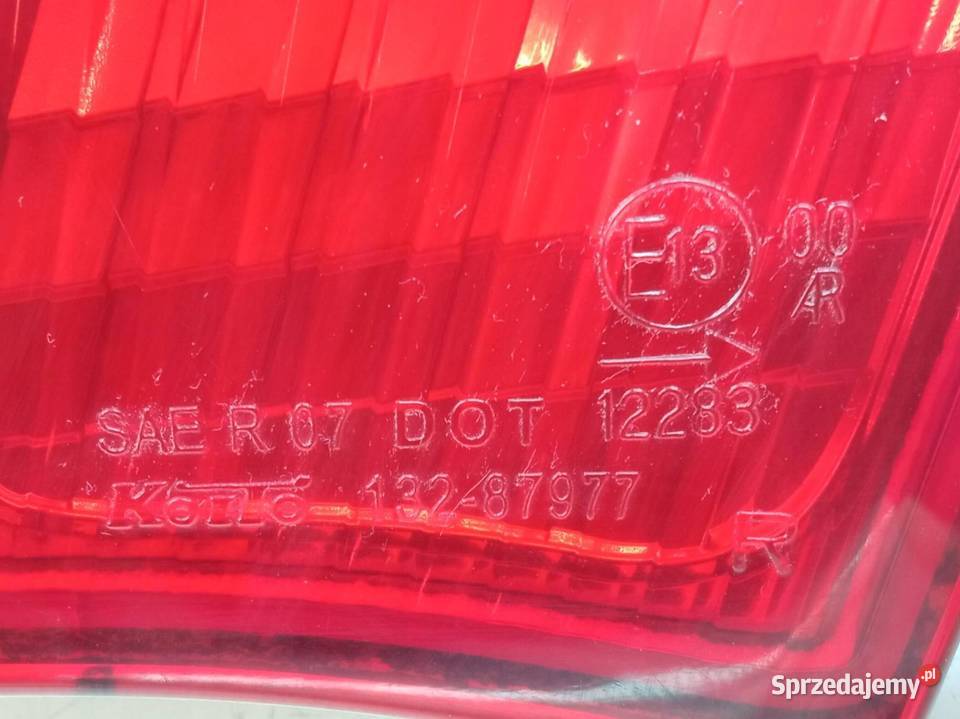 E13 00
AR
SAE R 07 DOT 12283
Koito 132-87977
R
Sprzedajemy.pl